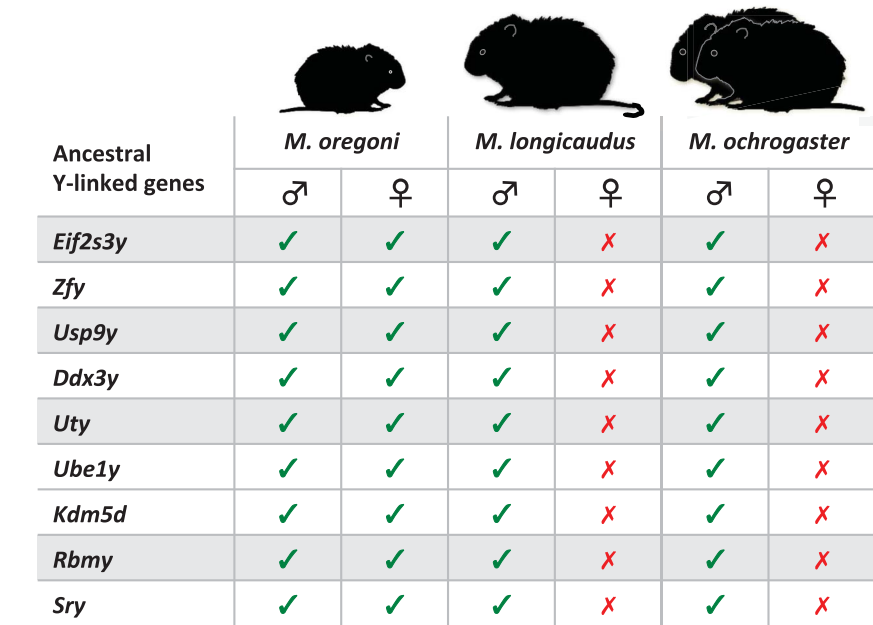 M. oregoni M. longicaudus M. ochrogaster
Ancestral
Y-linked genes
♂ ♀ ♂ ♀ ♂ ♀
Eif2s3y ✓ ✓ ✓ ✗ ✓ ✗
Zfy ✓ ✓ ✓ ✗ ✓ ✗
Usp9y ✓ ✓ ✓ ✗ ✓ ✗
Ddx3y ✓ ✓ ✓ ✗ ✓ ✗
Uty ✓ ✓ ✓ ✗ ✓ ✗
Ube1y ✓ ✓ ✓ ✗ ✓ ✗
Kdm5d ✓ ✓ ✓ ✗ ✓ ✗
Rbmy ✓ ✓ ✓ ✗ ✓ ✗
Sry ✓ ✓ ✓ ✗ ✓ ✗